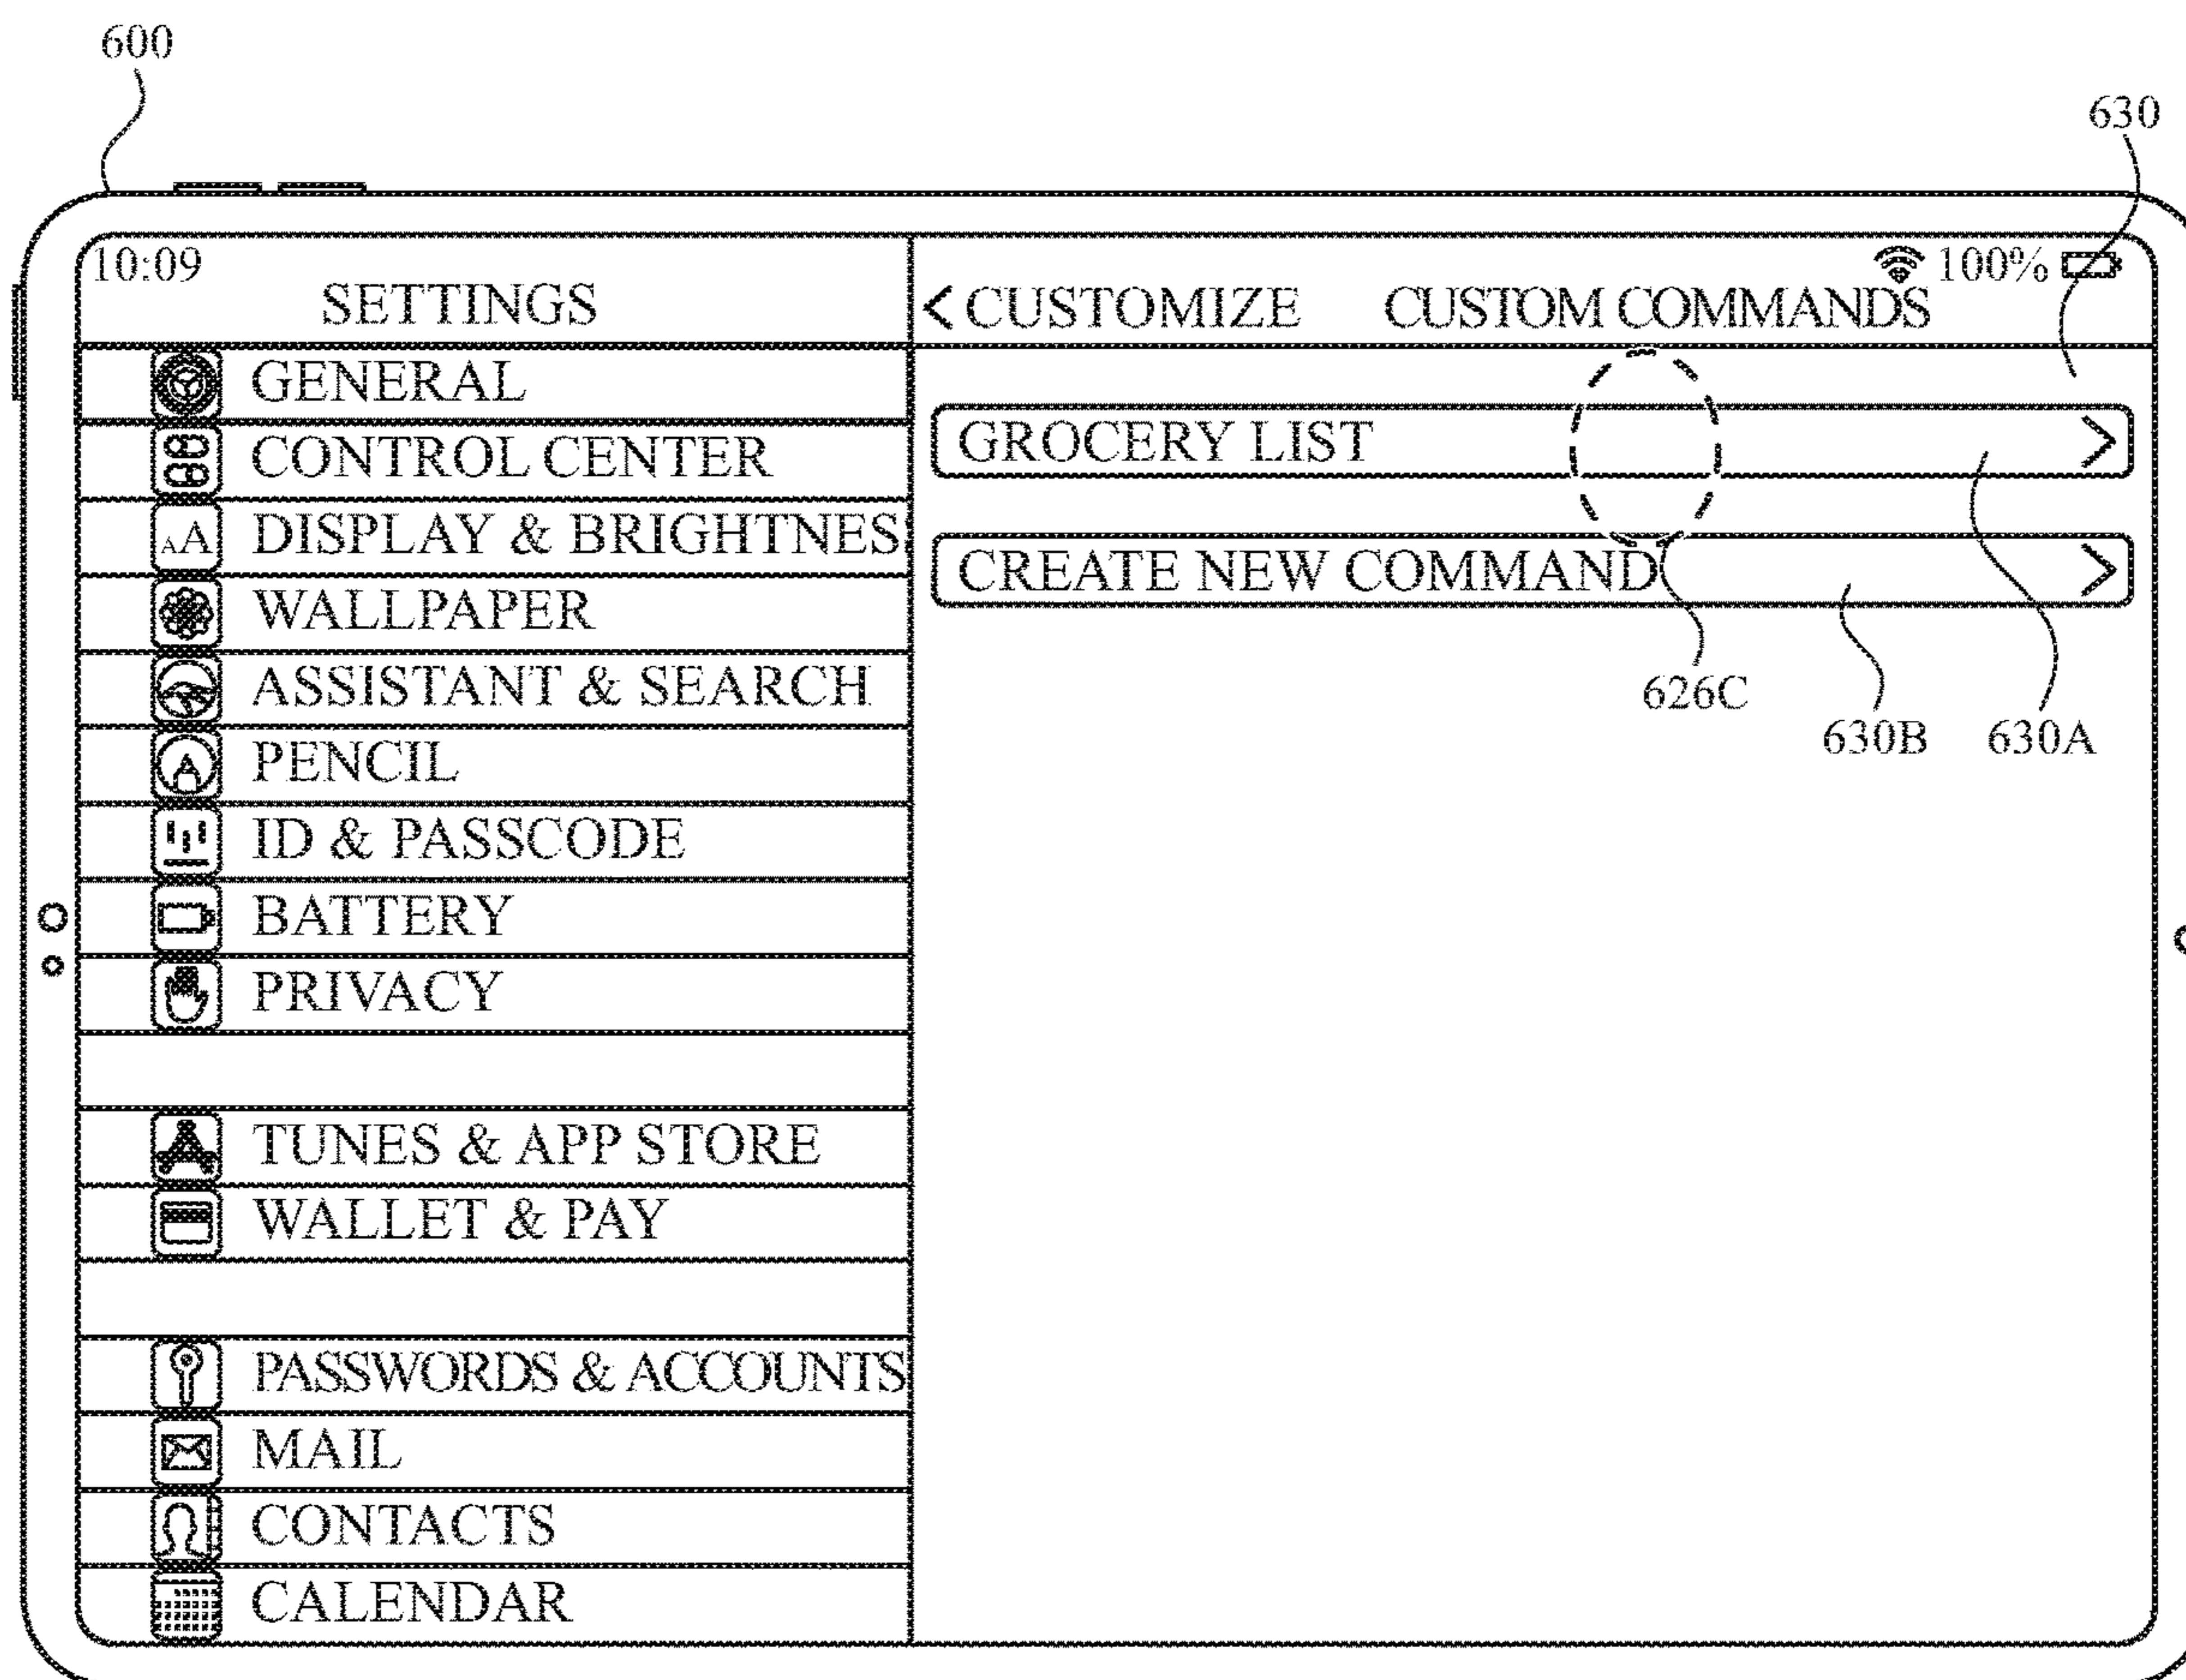 600
630
10:09
100%
SETTINGS
< CUSTOMIZE CUSTOM COMMANDS
GENERAL
CONTROL CENTER
AA DISPLAY & BRIGHTNES
WALLPAPER
ASSISTANT & SEARCH
PENCIL
ID & PASSCODE
BATTERY
PRIVACY
TUNES & APP STORE
WALLET & PAY
PASSWORDS & ACCOUNTS
MAIL
CONTACTS
CALENDAR
GROCERY LIST >
CREATE NEW COMMAND >
626C
630B
630A